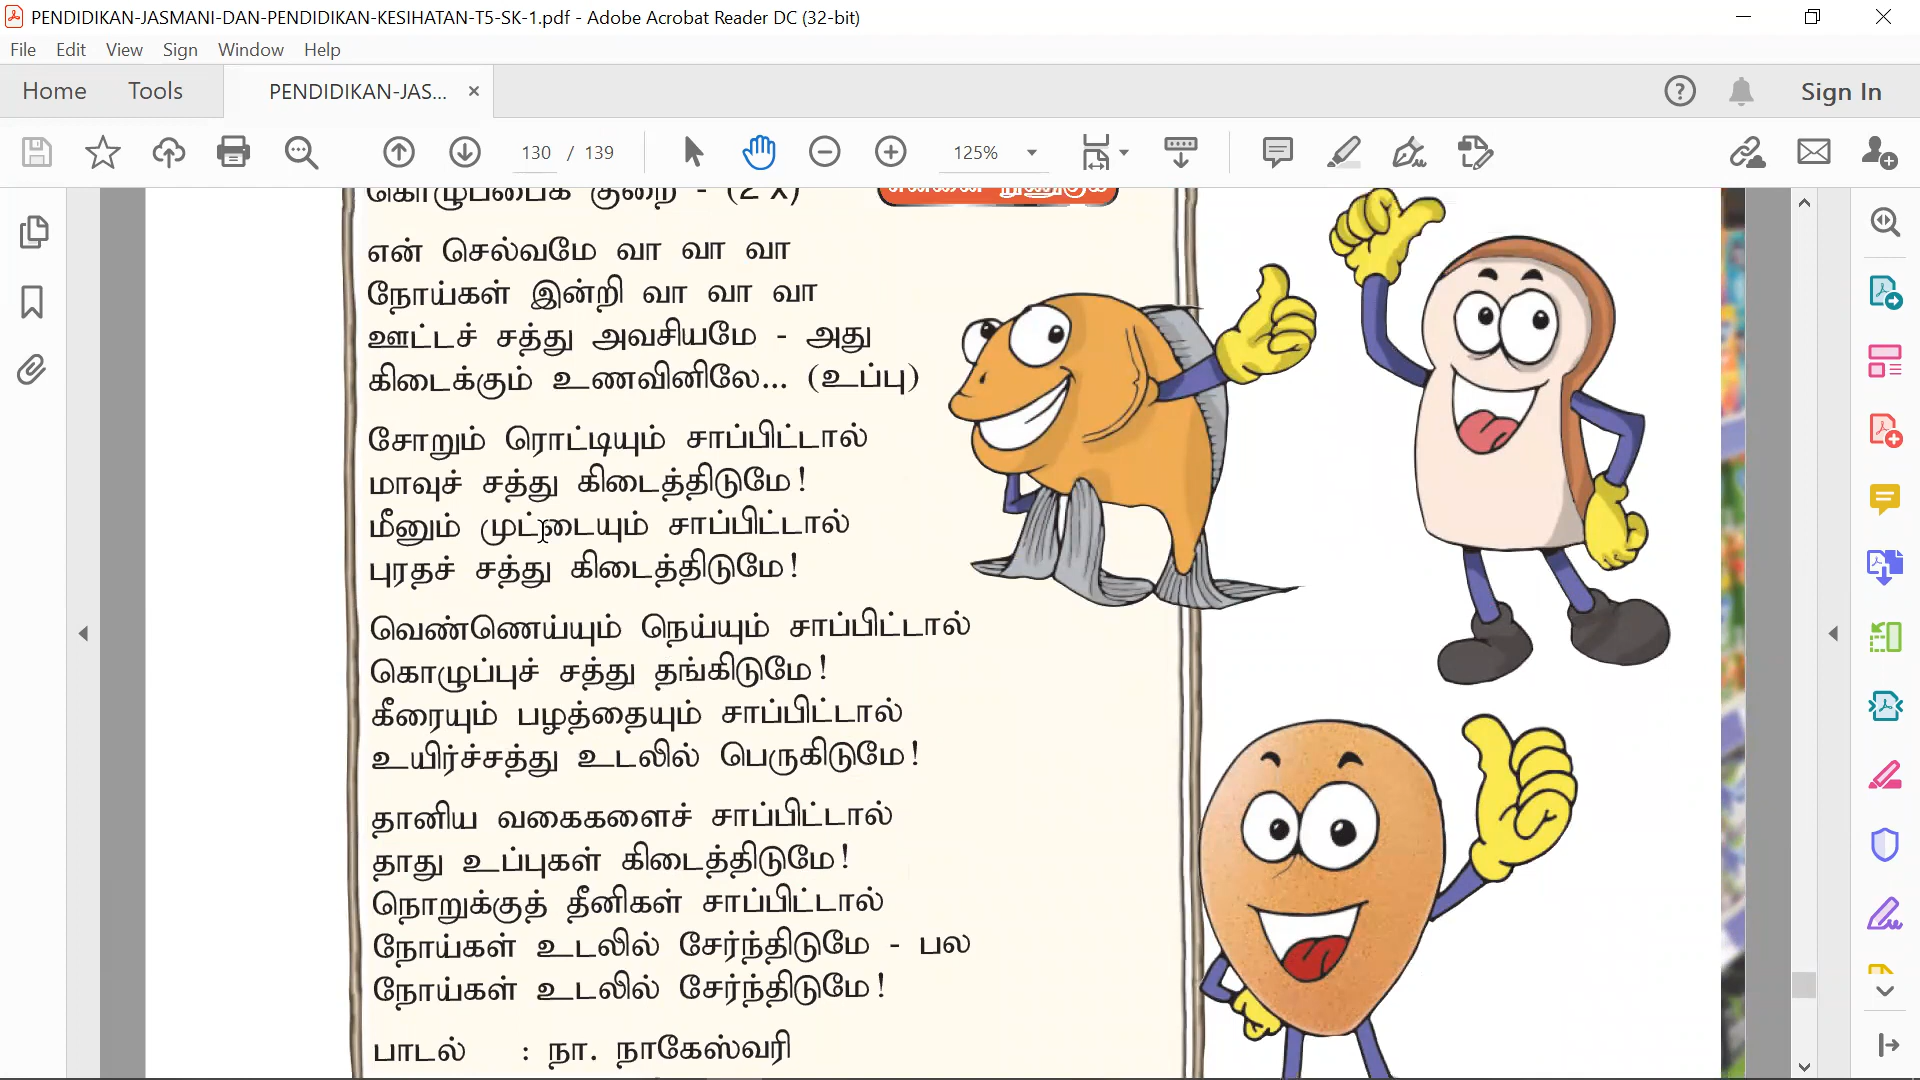 PENDIDIKAN-JASMANI-DAN-PENDIDIKAN-KESIHATAN-T5-SK-1.pdf - Adobe Acrobat Reader DC (32-bit)
File Edit View Sign Window Help
Home Tools PENDIDIKAN-JAS... × Sign In
130 / 139 125%
குறை - (2 x)
என் செல்வமே வா வா வா
நோய்கள் இன்றி வா வா வா
ஊட்டச் சத்து அவசியமே - அது
கிடைக்கும் உணவினிலே... (உப்பு)
சோறும் ரொட்டியும் சாப்பிட்டால்
மாவுச் சத்து கிடைத்திடுமே!
மீனும் முட்டையும் சாப்பிட்டால்
புரதச் சத்து கிடைத்திடுமே!
வெண்ணெய்யும் நெய்யும் சாப்பிட்டால்
கொழுப்புச் சத்து தங்கிடுமே!
கீரையும் பழத்தையும் சாப்பிட்டால்
உயிர்ச்சத்து உடலில் பெருகிடுமே!
தானிய வகைகளைச் சாப்பிட்டால்
தாது உப்புகள் கிடைத்திடுமே!
நொறுக்குத் தீனிகள் சாப்பிட்டால்
நோய்கள் உடலில் சேர்ந்திடுமே - பல
நோய்கள் உடலில் சேர்ந்திடுமே!
பாடல் : நா. நாகேஸ்வரி